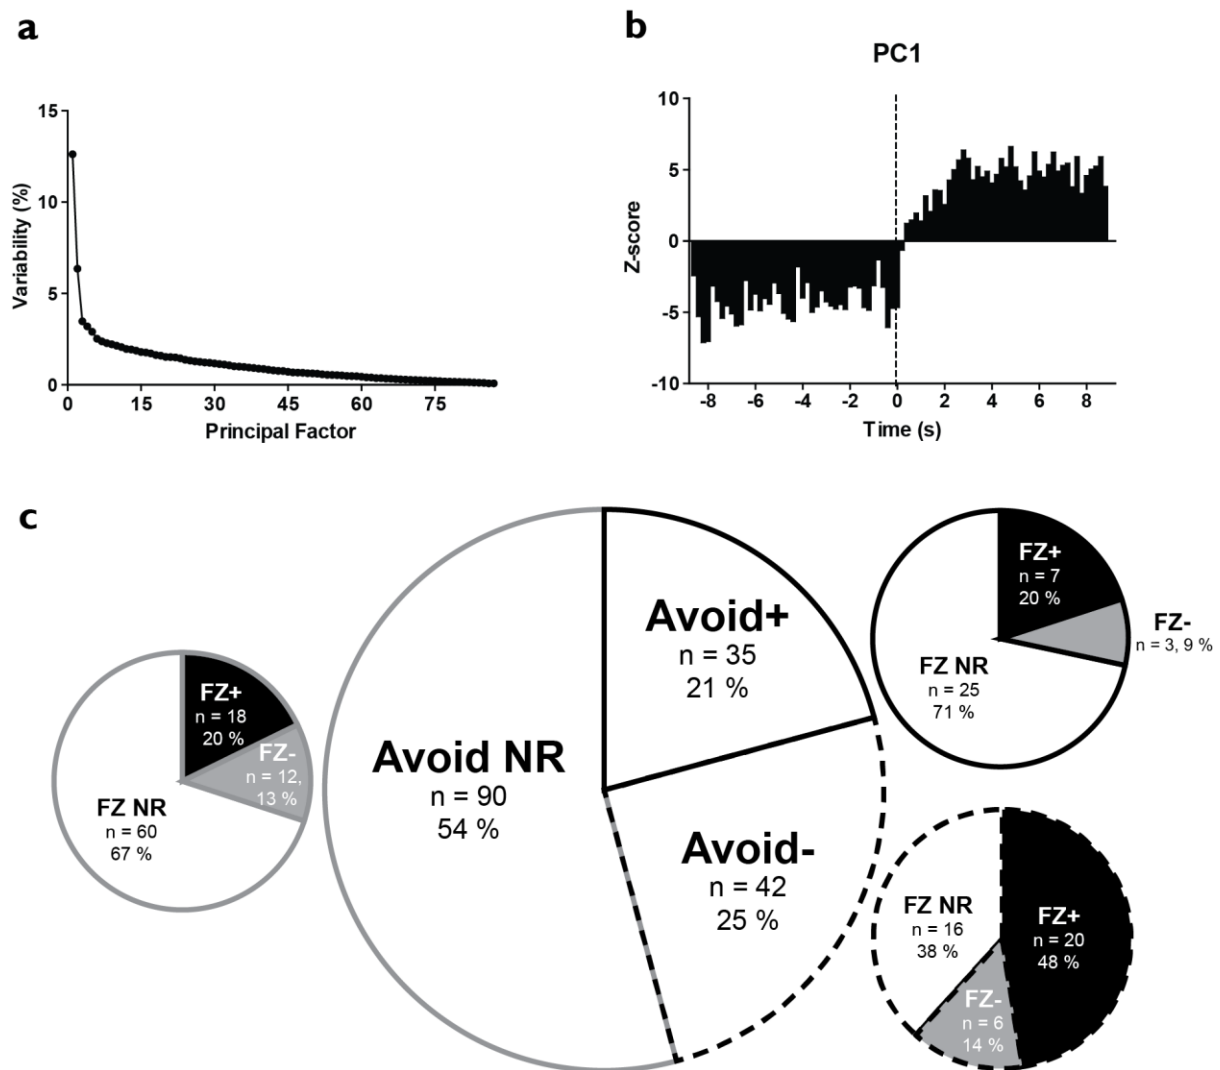 a
15
10
5
0
Variability (%)
0 15 30 45 60 75
Principal Factor
b
PC1
10
5
0
-5
-10
Z-score
-8 -6 -4 -2 0 2 4 6 8
Time (s)
c
FZ+
n = 18
20 %
FZ-
n = 12,
13 %
FZ NR
n = 60
67 %
Avoid NR
n = 90
54 %
Avoid+
n = 35
21 %
Avoid-
n = 42
25 %
FZ+
n = 7
20 %
FZ-
n = 3, 9 %
FZ NR
n = 25
71 %
FZ NR
n = 16
38 %
FZ+
n = 20
48 %
FZ-
n = 6
14 %